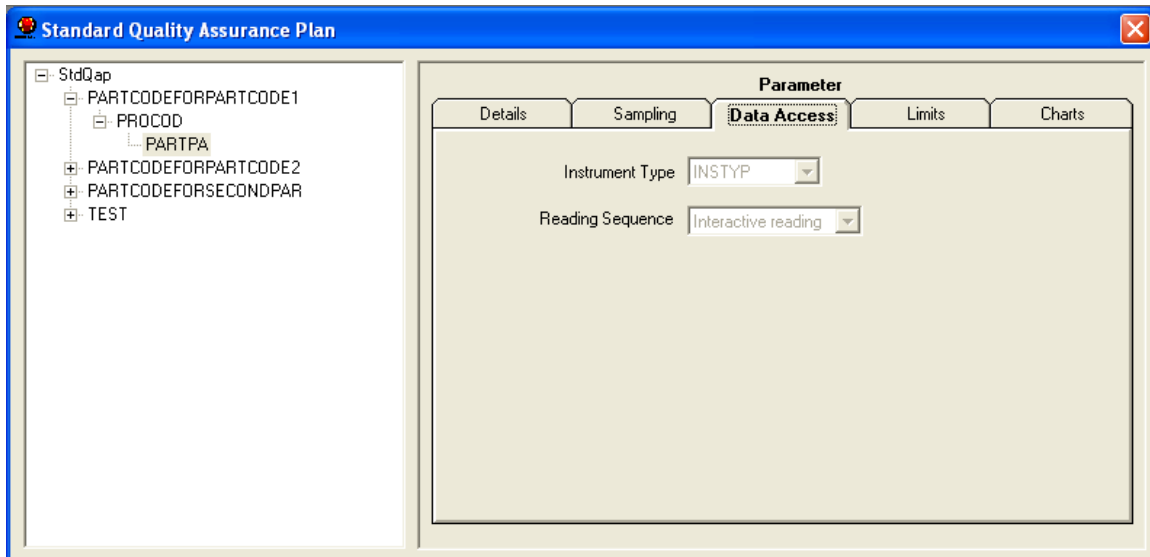 Standard Quality Assurance Plan
StdQap
PARTCODEFORPARTCODE1
PROCOD
PARTPA
PARTCODEFORPARTCODE2
PARTCODEFORSECONDPAR
TEST
Parameter
Details Sampling Data Access Limits Charts
Instrument Type INSTYP
Reading Sequence Interactive reading